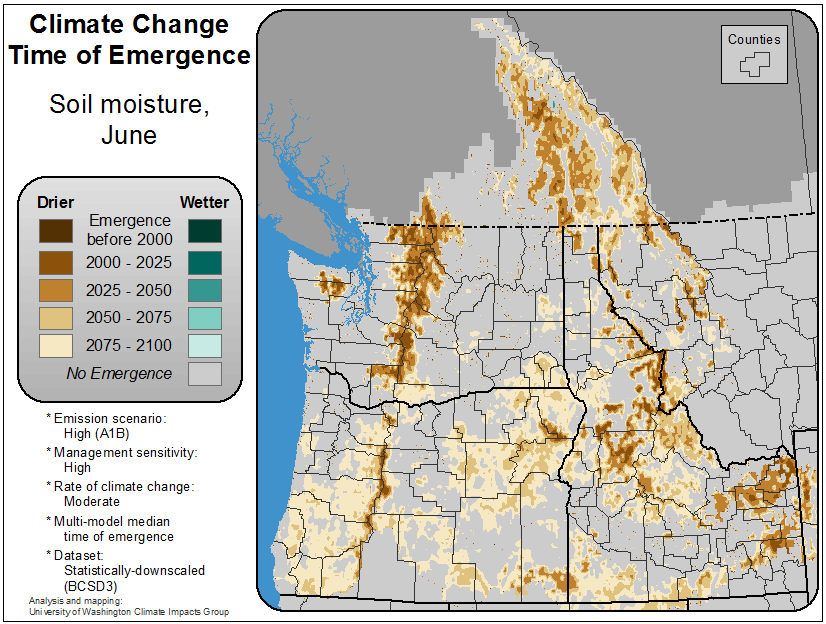 Climate Change
Time of Emergence
Soil moisture,
June
Drier Wetter
Emergence
before 2000
2000 - 2025
2025 - 2050
2050 - 2075
2075 - 2100
No Emergence
* Emission scenario:
High (A1B)
* Management sensitivity:
High
* Rate of climate change:
Moderate
* Multi-model median
time of emergence
* Dataset:
Statistically-downscaled
(BCSD3)
Analysis and mapping:
University of Washington Climate Impacts Group
Counties